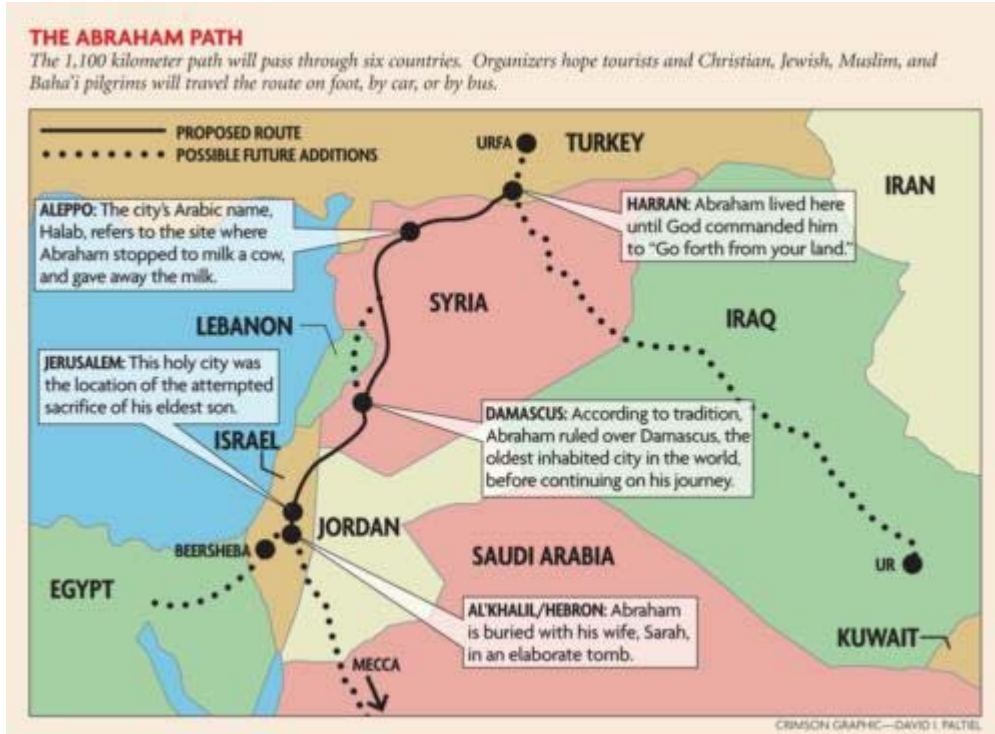 THE ABRAHAM PATH
The 1,100 kilometer path will pass through six countries. Organizers hope tourists and Christian, Jewish, Muslim, and
Baha'i pilgrims will travel the route on foot, by car, or by bus.
PROPOSED ROUTE
POSSIBLE FUTURE ADDITIONS
URFA
TURKEY
IRAN
ALEPPO: The city's Arabic name,
Halab, refers to the site where
Abraham stopped to milk a cow,
and gave away the milk.
HARRAN: Abraham lived here
until God commanded him
to "Go forth from your land."
SYRIA
LEBANON
IRAQ
JERUSALEM: This holy city was
the location of the attempted
sacrifice of his eldest son.
DAMASCUS: According to tradition,
Abraham ruled over Damascus, the
oldest inhabited city in the world,
before continuing on his journey.
ISRAEL
JORDAN
BEERSHEBA
SAUDI ARABIA
UR
EGYPT
AL'KHALIL/HEBRON: Abraham
is buried with his wife, Sarah,
in an elaborate tomb.
KUWAIT
MECCA
CRIMSON GRAPHIC—DAVID I. PALTIEL